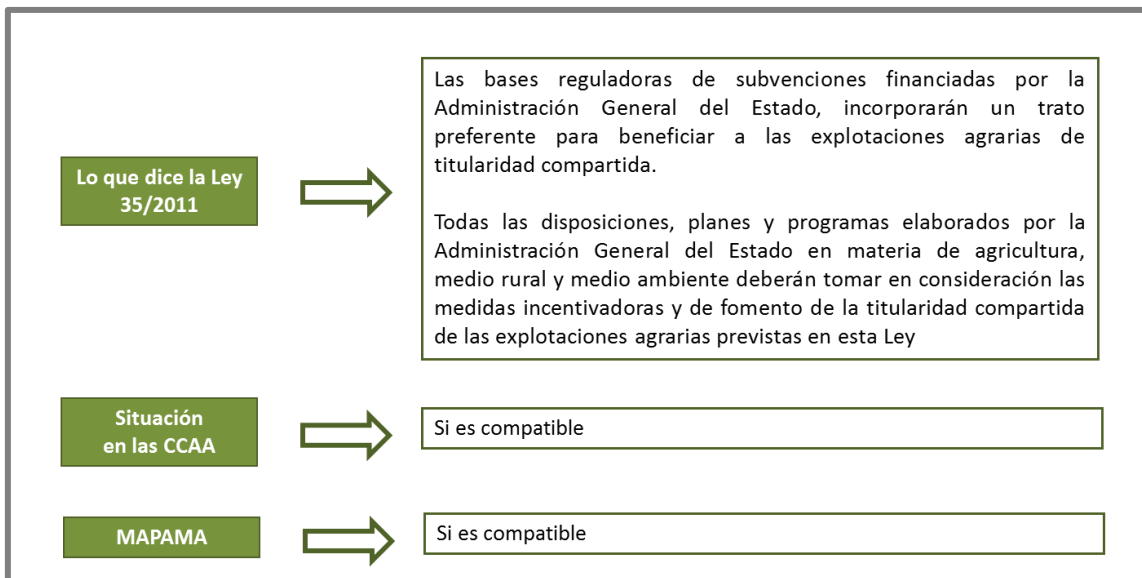 Lo que dice la Ley
35/2011
Las bases reguladoras de subvenciones financiadas por la
Administración General del Estado, incorporarán un trato
preferente para beneficiar a las explotaciones agrarias de
titularidad compartida.
Todas las disposiciones, planes y programas elaborados por la
Administración General del Estado en materia de agricultura,
medio rural y medio ambiente deberán tomar en consideración las
medidas incentivadoras y de fomento de la titularidad compartida
de las explotaciones agrarias previstas en esta Ley
Situación
en las CCAA
Si es compatible
MAPAMA
Si es compatible